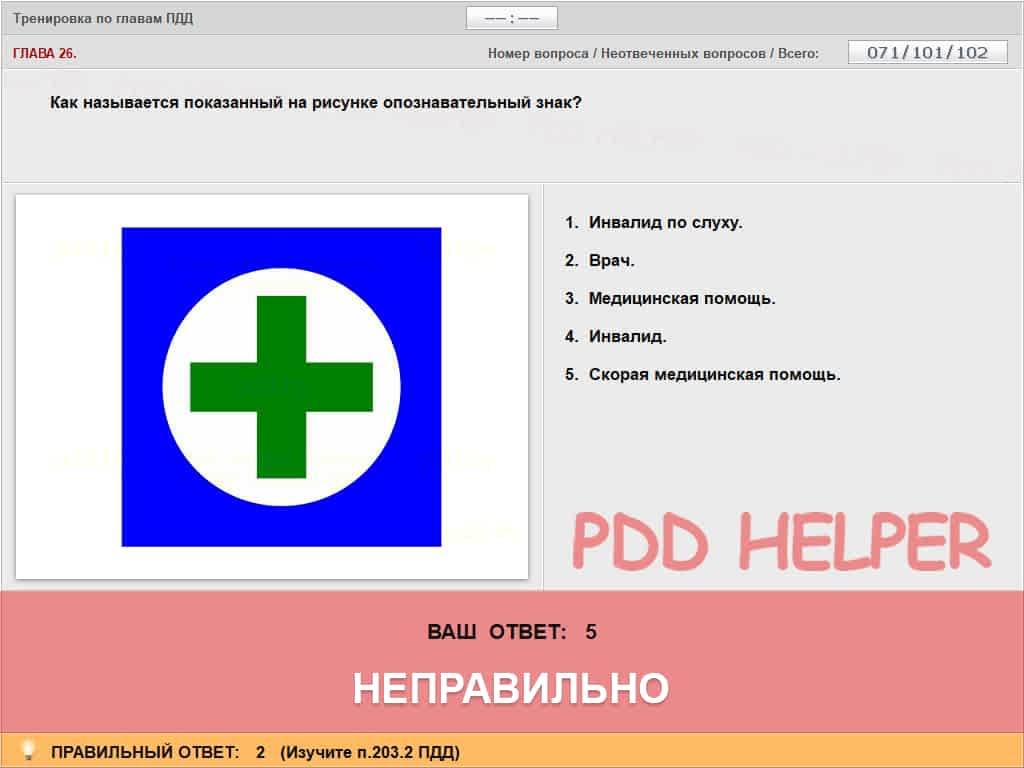 Тренировка по главам ПДД
–– : ––
ГЛАВА 26.
Номер вопроса / Неотвеченных вопросов / Всего:
071/101/102
Как называется показанный на рисунке опознавательный знак?
1. Инвалид по слуху.
2. Врач.
3. Медицинская помощь.
4. Инвалид.
5. Скорая медицинская помощь.
PDD HELPER
ВАШ ОТВЕТ: 5
НЕПРАВИЛЬНО
ПРАВИЛЬНЫЙ ОТВЕТ: 2 (Изучите п.203.2 ПДД)